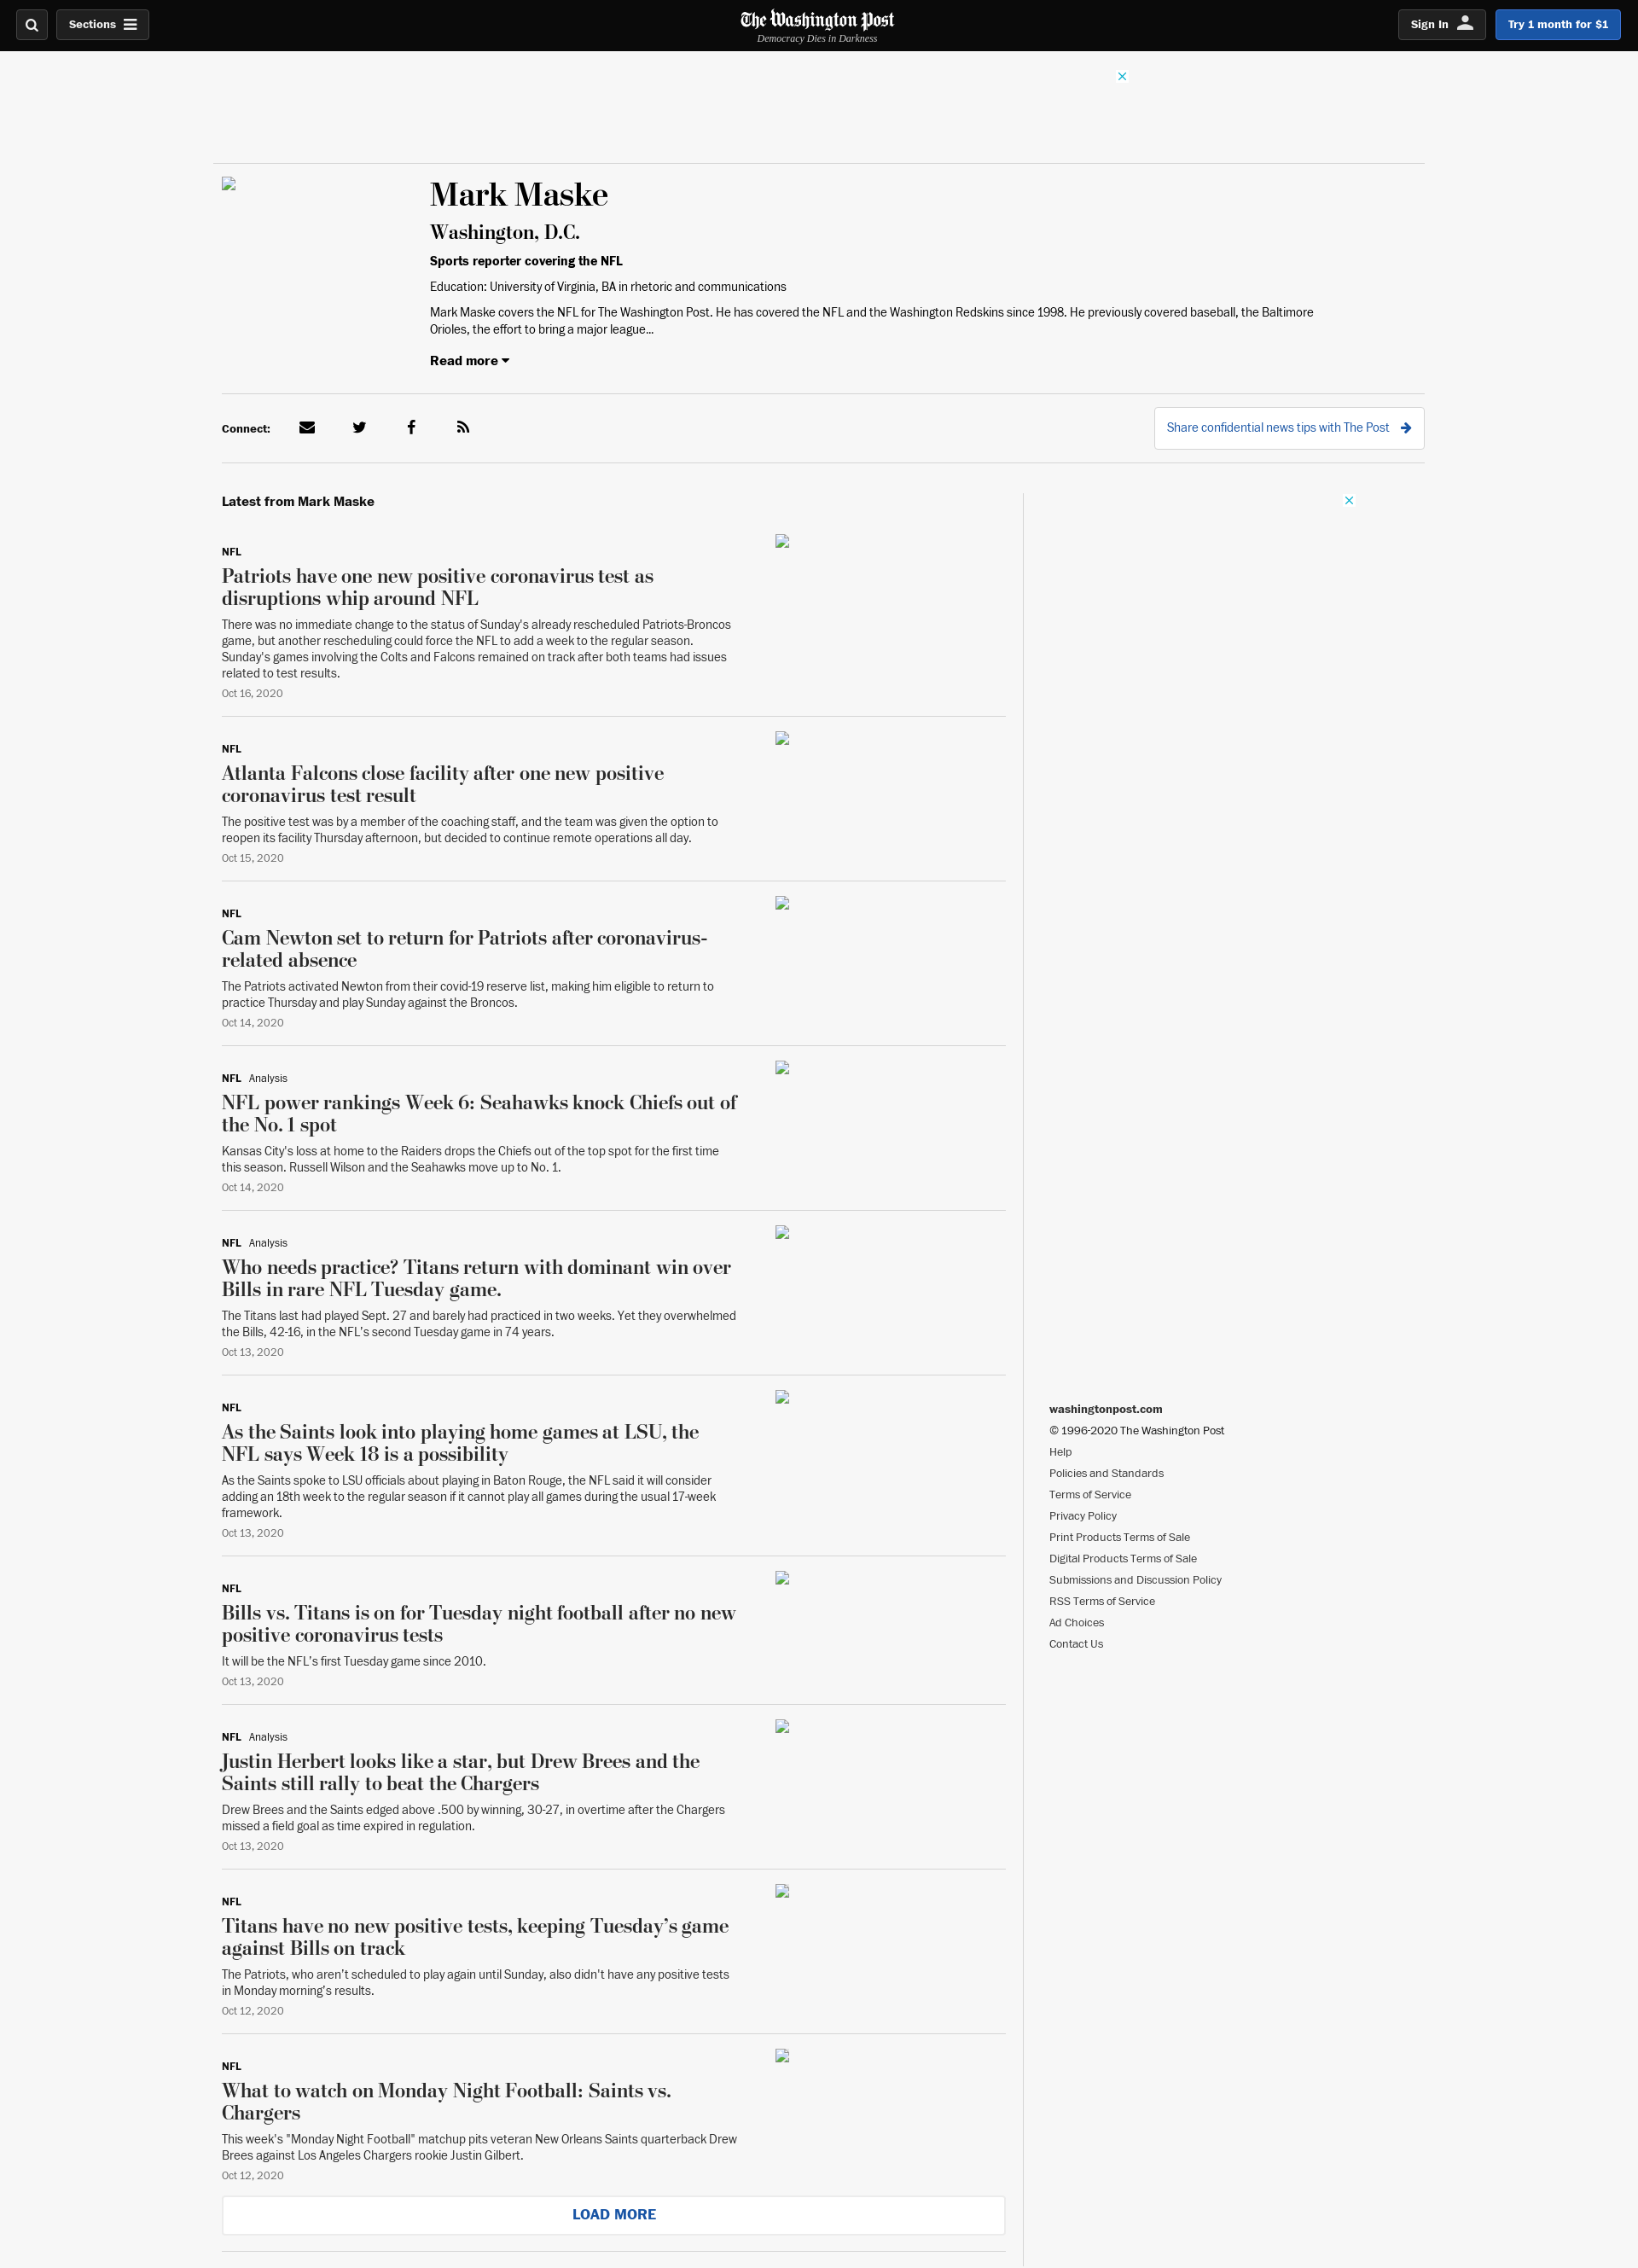 Sections
The Washington Post
Democracy Dies in Darkness
Sign In
Try 1 month for $1
Mark Maske
Washington, D.C.
Sports reporter covering the NFL
Education: University of Virginia, BA in rhetoric and communications
Mark Maske covers the NFL for The Washington Post. He has covered the NFL and the Washington Redskins since 1998. He previously covered baseball, the Baltimore
Orioles, the effort to bring a major league...
Read more
Connect:
Share confidential news tips with The Post
Latest from Mark Maske
NFL
Patriots have one new positive coronavirus test as
disruptions whip around NFL
There was no immediate change to the status of Sunday's already rescheduled Patriots-Broncos
game, but another rescheduling could force the NFL to add a week to the regular season.
Sunday's games involving the Colts and Falcons remained on track after both teams had issues
related to test results.
Oct 16, 2020
NFL
Atlanta Falcons close facility after one new positive
coronavirus test result
The positive test was by a member of the coaching staff, and the team was given the option to
reopen its facility Thursday afternoon, but decided to continue remote operations all day.
Oct 15, 2020
NFL
Cam Newton set to return for Patriots after coronavirus-
related absence
The Patriots activated Newton from their covid-19 reserve list, making him eligible to return to
practice Thursday and play Sunday against the Broncos.
Oct 14, 2020
NFL Analysis
NFL power rankings Week 6: Seahawks knock Chiefs out of
the No. 1 spot
Kansas City's loss at home to the Raiders drops the Chiefs out of the top spot for the first time
this season. Russell Wilson and the Seahawks move up to No. 1.
Oct 14, 2020
NFL Analysis
Who needs practice? Titans return with dominant win over
Bills in rare NFL Tuesday game.
The Titans last had played Sept. 27 and barely had practiced in two weeks. Yet they overwhelmed
the Bills, 42-16, in the NFL's second Tuesday game in 74 years.
Oct 13, 2020
NFL
As the Saints look into playing home games at LSU, the
NFL says Week 18 is a possibility
As the Saints spoke to LSU officials about playing in Baton Rouge, the NFL said it will consider
adding an 18th week to the regular season if it cannot play all games during the usual 17-week
framework.
Oct 13, 2020
NFL
Bills vs. Titans is on for Tuesday night football after no new
positive coronavirus tests
It will be the NFL's first Tuesday game since 2010.
Oct 13, 2020
NFL Analysis
Justin Herbert looks like a star, but Drew Brees and the
Saints still rally to beat the Chargers
Drew Brees and the Saints edged above .500 by winning, 30-27, in overtime after the Chargers
missed a field goal as time expired in regulation.
Oct 13, 2020
NFL
Titans have no new positive tests, keeping Tuesday’s game
against Bills on track
The Patriots, who aren’t scheduled to play again until Sunday, also didn't have any positive tests
in Monday morning’s results.
Oct 12, 2020
NFL
What to watch on Monday Night Football: Saints vs.
Chargers
This week's "Monday Night Football" matchup pits veteran New Orleans Saints quarterback Drew
Brees against Los Angeles Chargers rookie Justin Gilbert.
Oct 12, 2020
LOAD MORE
washingtonpost.com
© 1996-2020 The Washington Post
Help
Policies and Standards
Terms of Service
Privacy Policy
Print Products Terms of Sale
Digital Products Terms of Sale
Submissions and Discussion Policy
RSS Terms of Service
Ad Choices
Contact Us